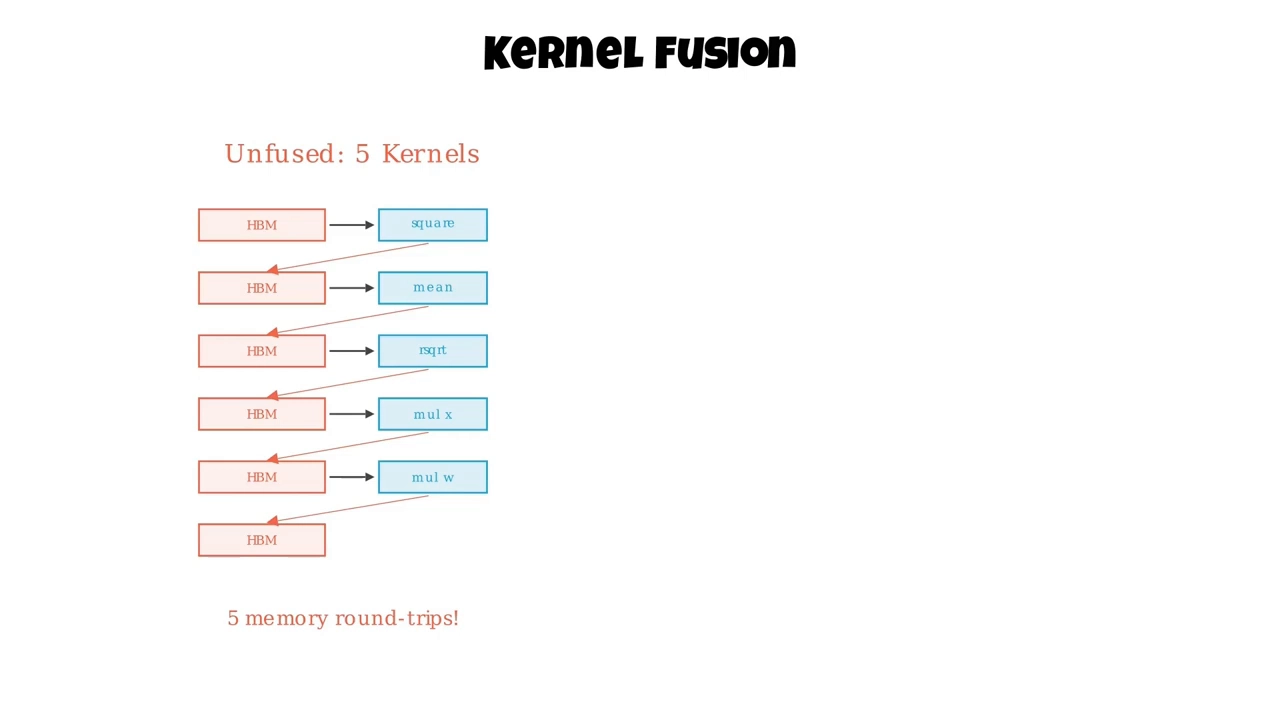 Kernel Fusion
Unfused: 5 Kernels
HBM
square
HBM
mean
HBM
rsqrt
HBM
mul x
HBM
mul w
HBM
5 memory round-trips!